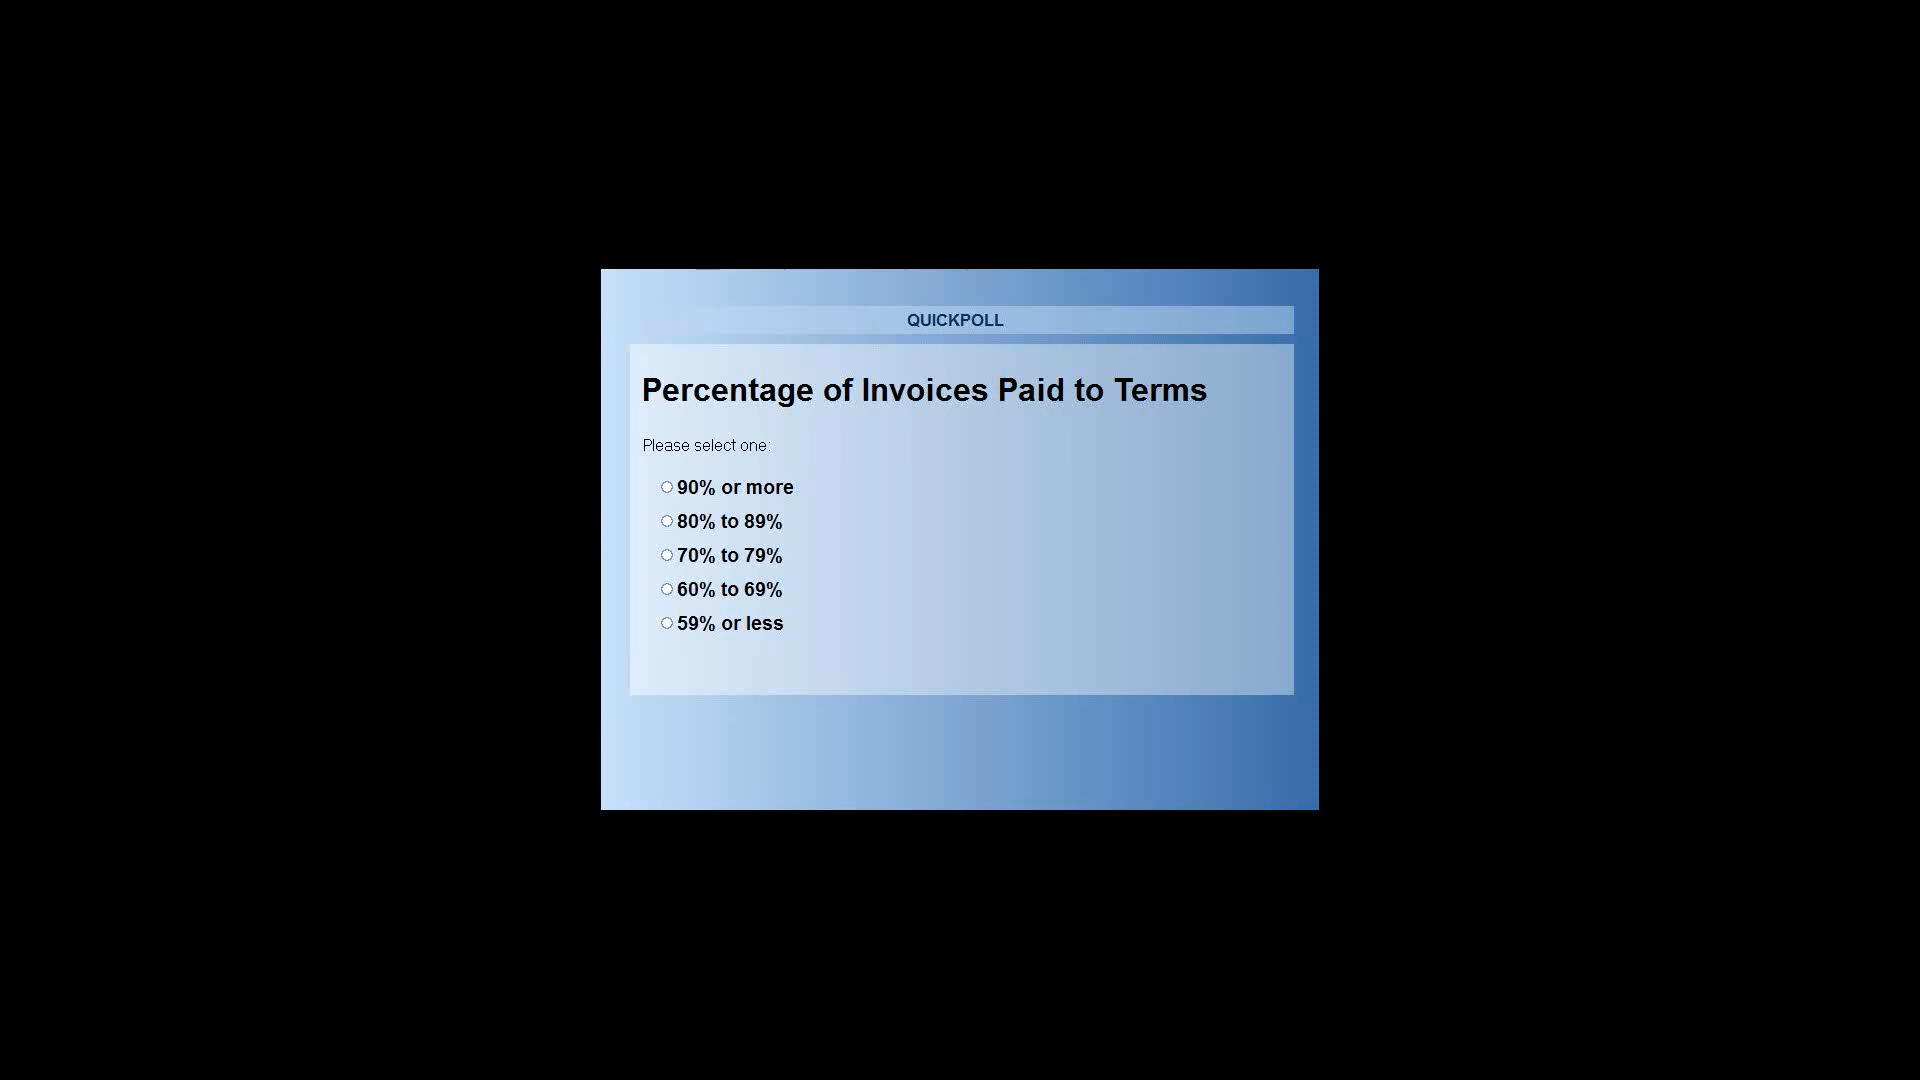 QUICKPOLL
Percentage of Invoices Paid to Terms
Please select one:
90% or more
80% to 89%
70% to 79%
60% to 69%
59% or less